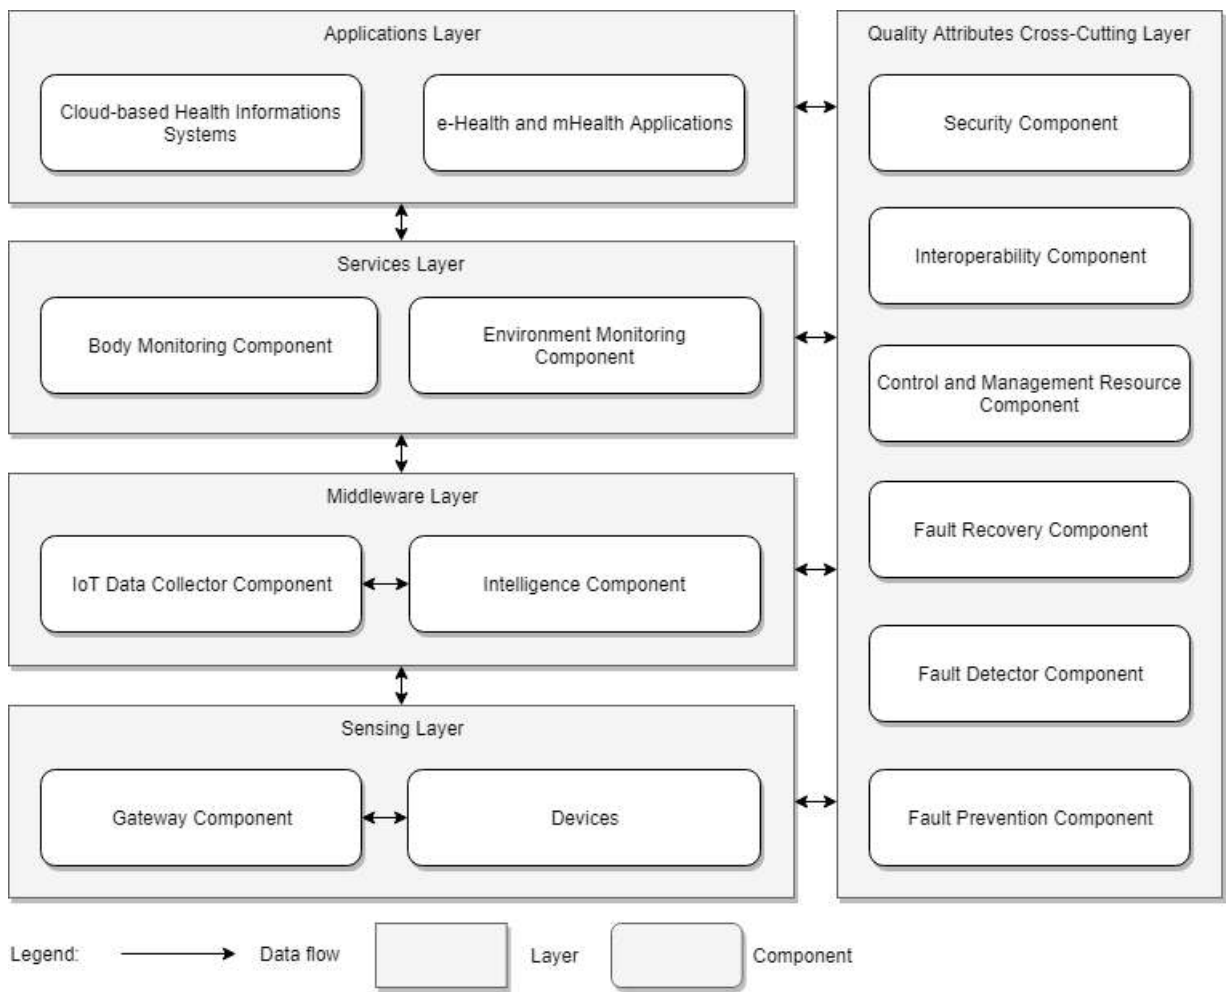 Applications Layer
Cloud-based Health Informations
Systems
e-Health and mHealth Applications
Services Layer
Body Monitoring Component
Environment Monitoring
Component
Middleware Layer
IoT Data Collector Component
Intelligence Component
Sensing Layer
Gateway Component
Devices
Quality Attributes Cross-Cutting Layer
Security Component
Interoperability Component
Control and Management Resource
Component
Fault Recovery Component
Fault Detector Component
Fault Prevention Component
Legend:
Data flow
Layer
Component